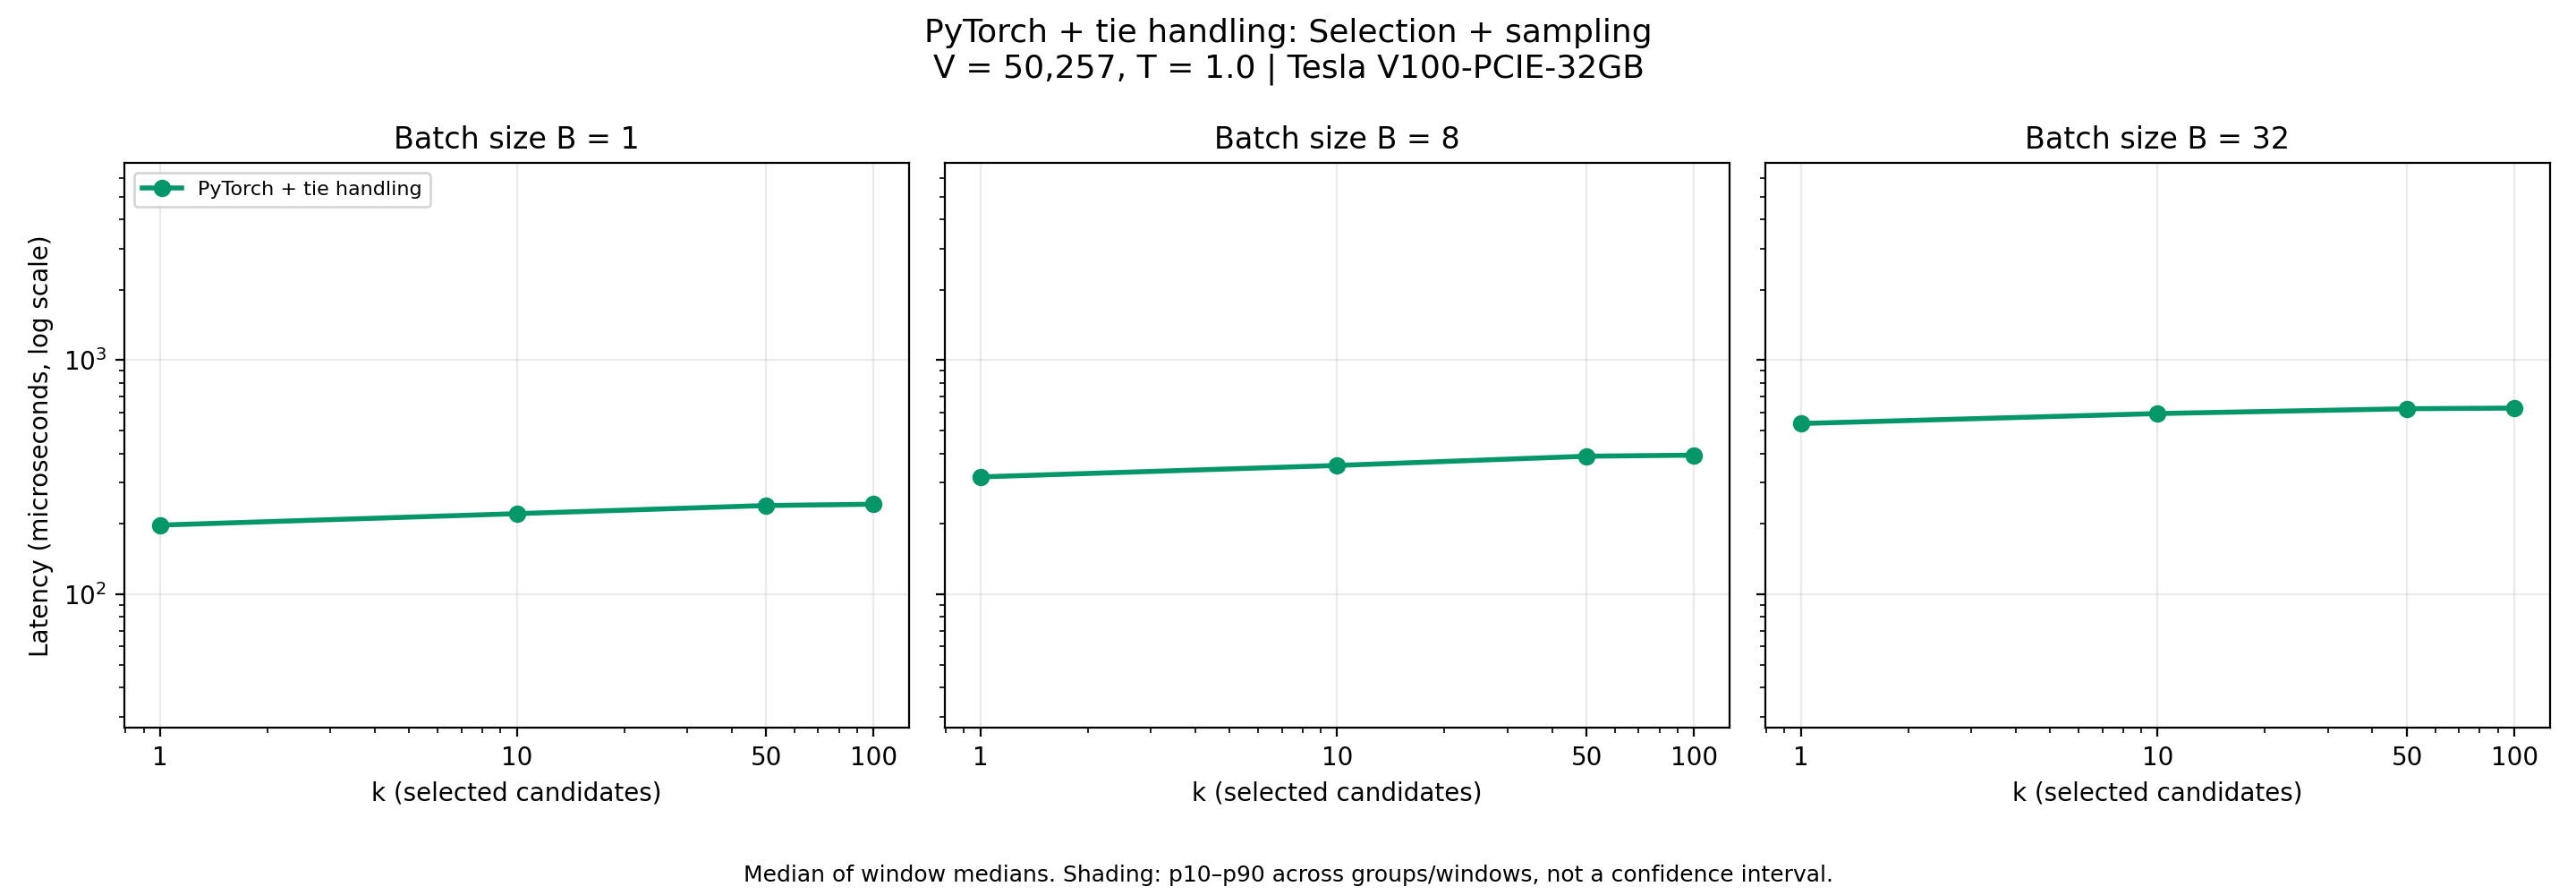 PyTorch + tie handling: Selection + sampling
V = 50,257, T = 1.0 | Tesla V100-PCIE-32GB
Batch size B = 1
Batch size B = 8
Batch size B = 32
PyTorch + tie handling
Latency (microseconds, log scale)
10³
10²
1 10 50 100
1 10 50 100
1 10 50 100
k (selected candidates)
k (selected candidates)
k (selected candidates)
Median of window medians. Shading: p10–p90 across groups/windows, not a confidence interval.